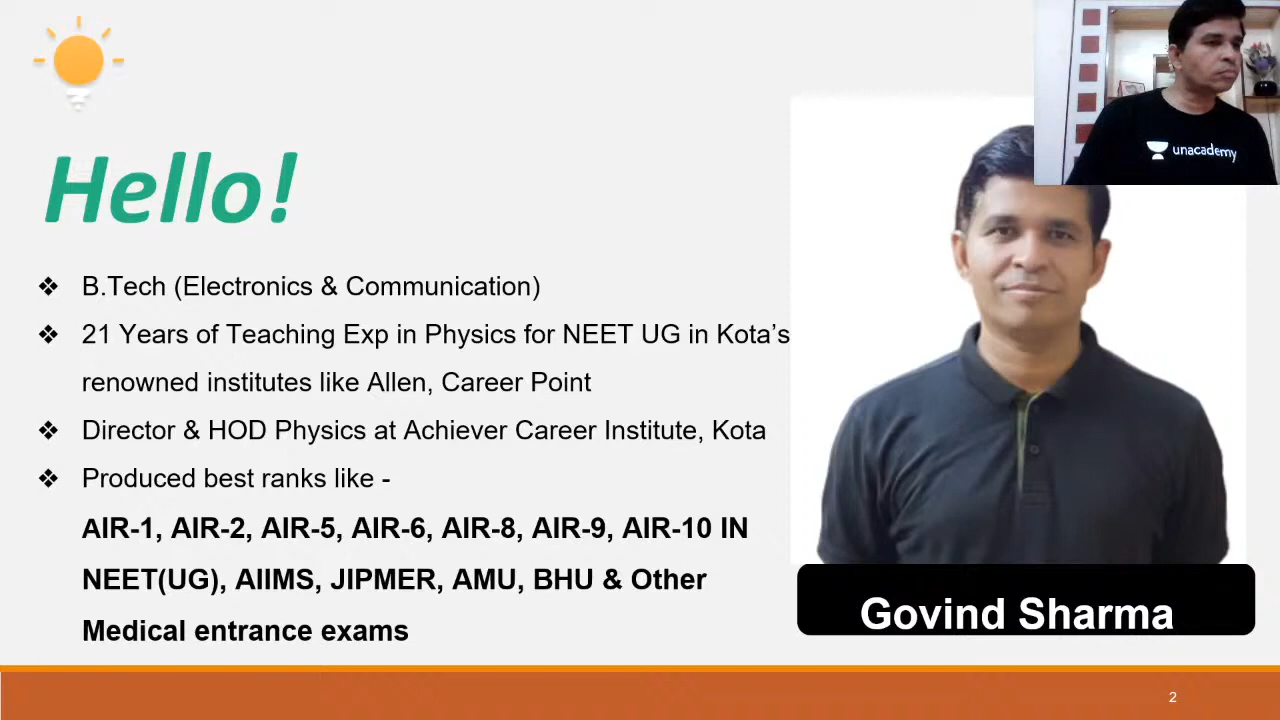 unacademy
Hello!
❖ B.Tech (Electronics & Communication)
❖ 21 Years of Teaching Exp in Physics for NEET UG in Kota’s
renowned institutes like Allen, Career Point
❖ Director & HOD Physics at Achiever Career Institute, Kota
❖ Produced best ranks like -
AIR-1, AIR-2, AIR-5, AIR-6, AIR-8, AIR-9, AIR-10 IN
NEET(UG), AIIMS, JIPMER, AMU, BHU & Other
Medical entrance exams
Govind Sharma
2